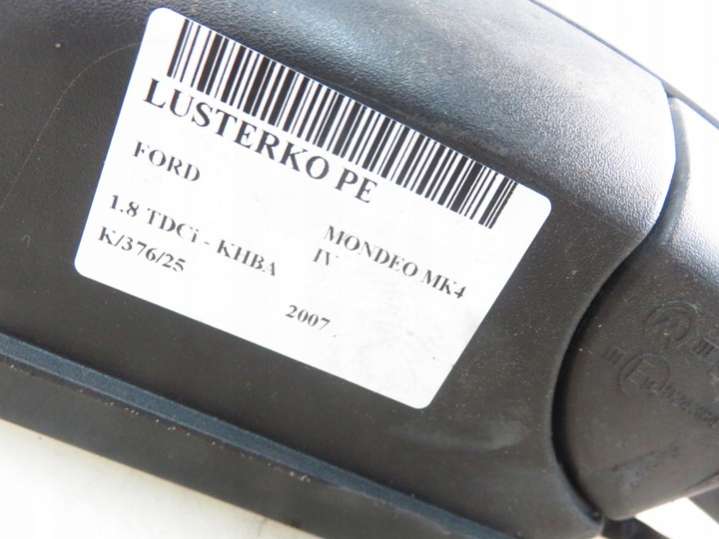 LUSTERKO PE
FORD
MONDEO MK4
1.8 TDCi - KHBA IV
K/376/25
2007